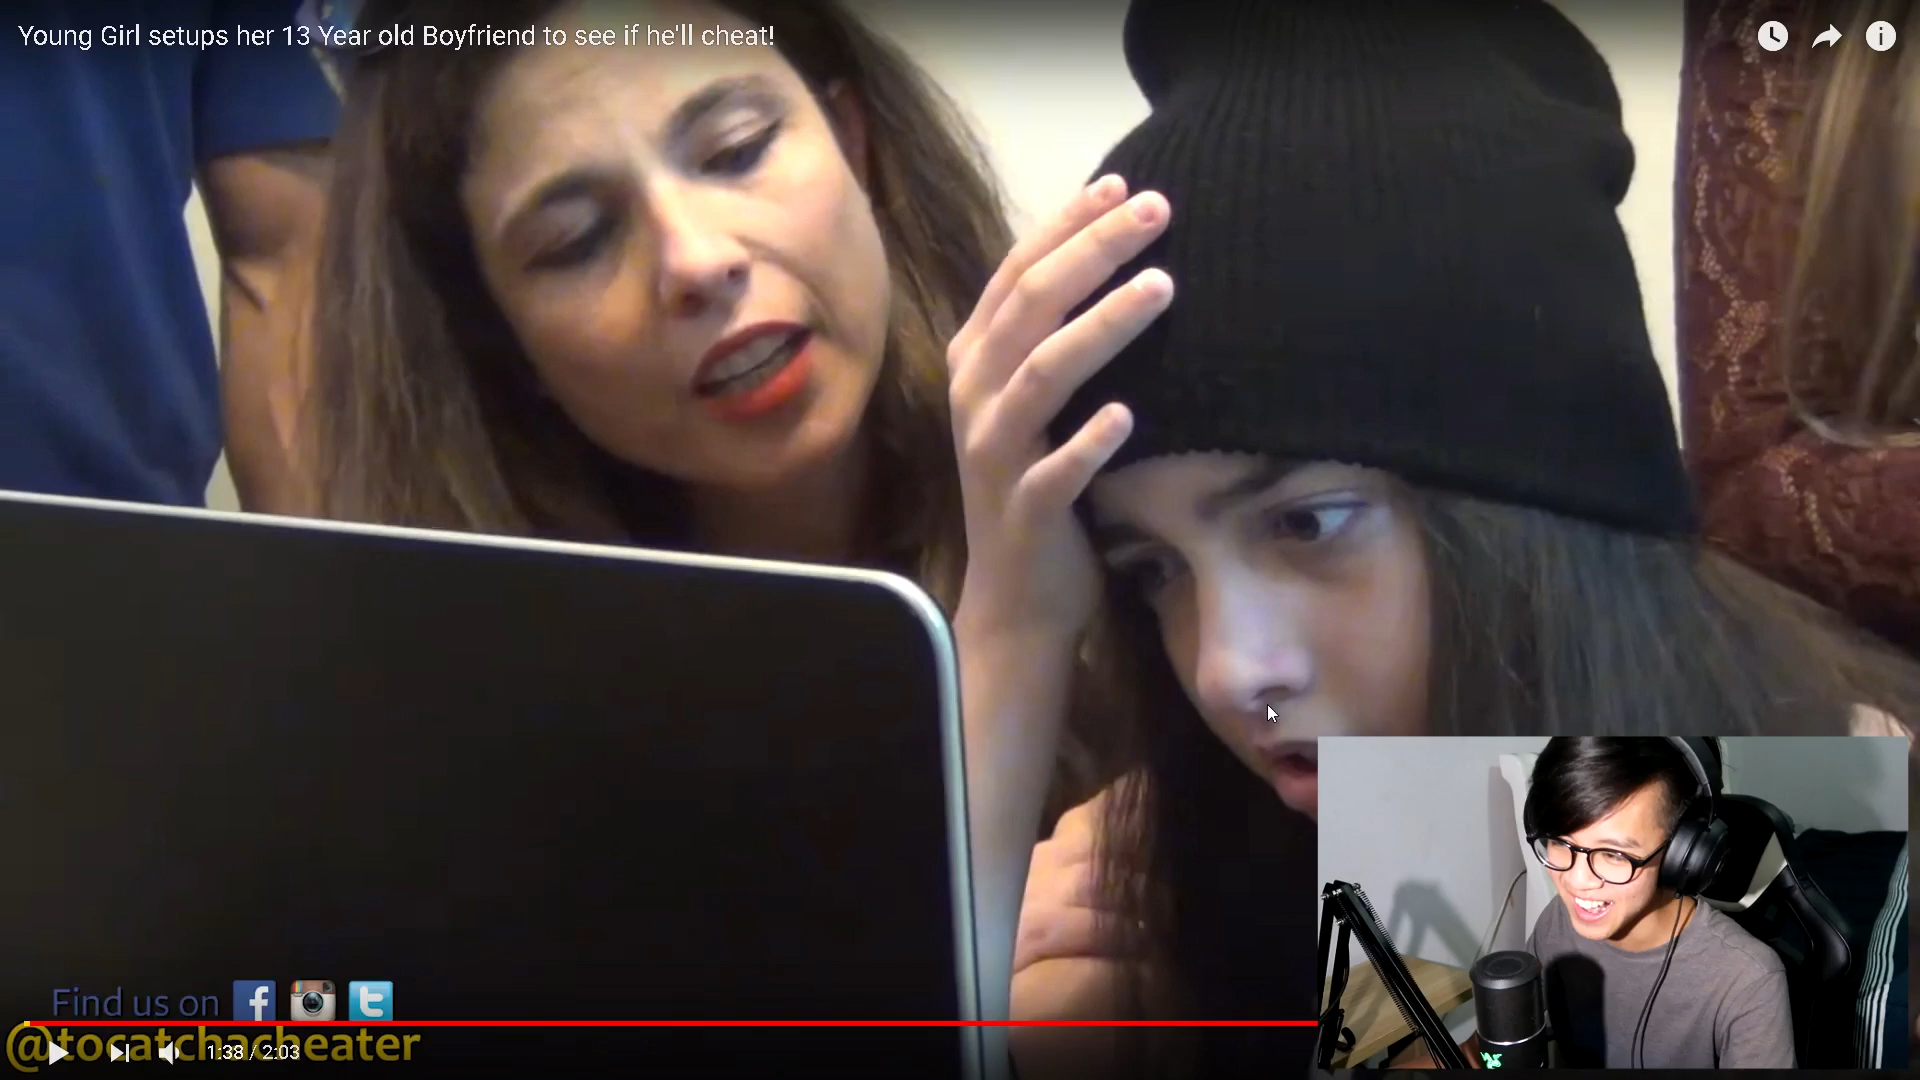 Young Girl setups her 13 Year old Boyfriend to see if he'll cheat!
Find us on
@tocatchacheater
1:38 / 2:03